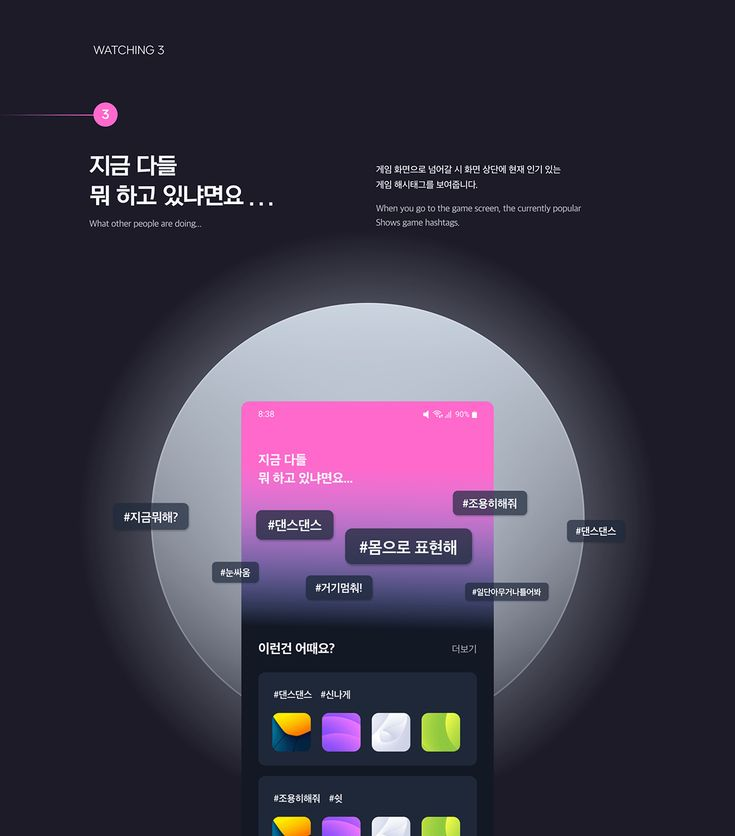 WATCHING 3
3
지금 다들
뭐 하고 있냐면요 . . .
What other people are doing...
게임 화면으로 넘어갈 시 화면 상단에 현재 인기 있는
게임 해시태그를 보여줍니다.
When you go to the game screen, the currently popular
Shows game hashtags.
8:38
90%
지금 다들
뭐 하고 있냐면요...
#조용히해줘
#지금뭐해?
#댄스댄스
#댄스댄스
#몸으로 표현해
#눈싸움
#거기멈춰!
#일단아무거나틀어봐
이런건 어때요?
더보기
#댄스댄스 #신나게
#조용히해줘 #쉿